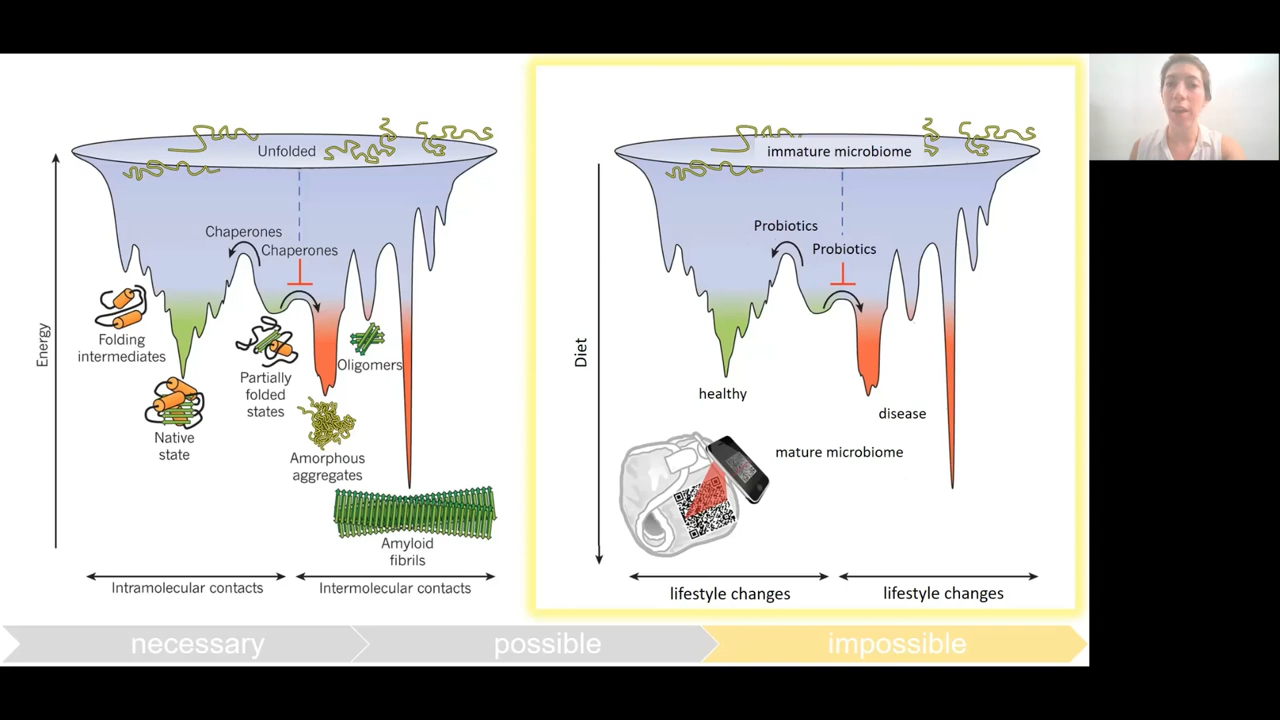 Unfolded
Chaperones
Chaperones
Energy
Folding
intermediates
Native
state
Partially
folded
states
Oligomers
Amorphous
aggregates
Amyloid
fibrils
Intramolecular contacts
Intermolecular contacts
immature microbiome
Probiotics
Probiotics
Diet
healthy
disease
mature microbiome
lifestyle changes
lifestyle changes
necessary
possible
impossible